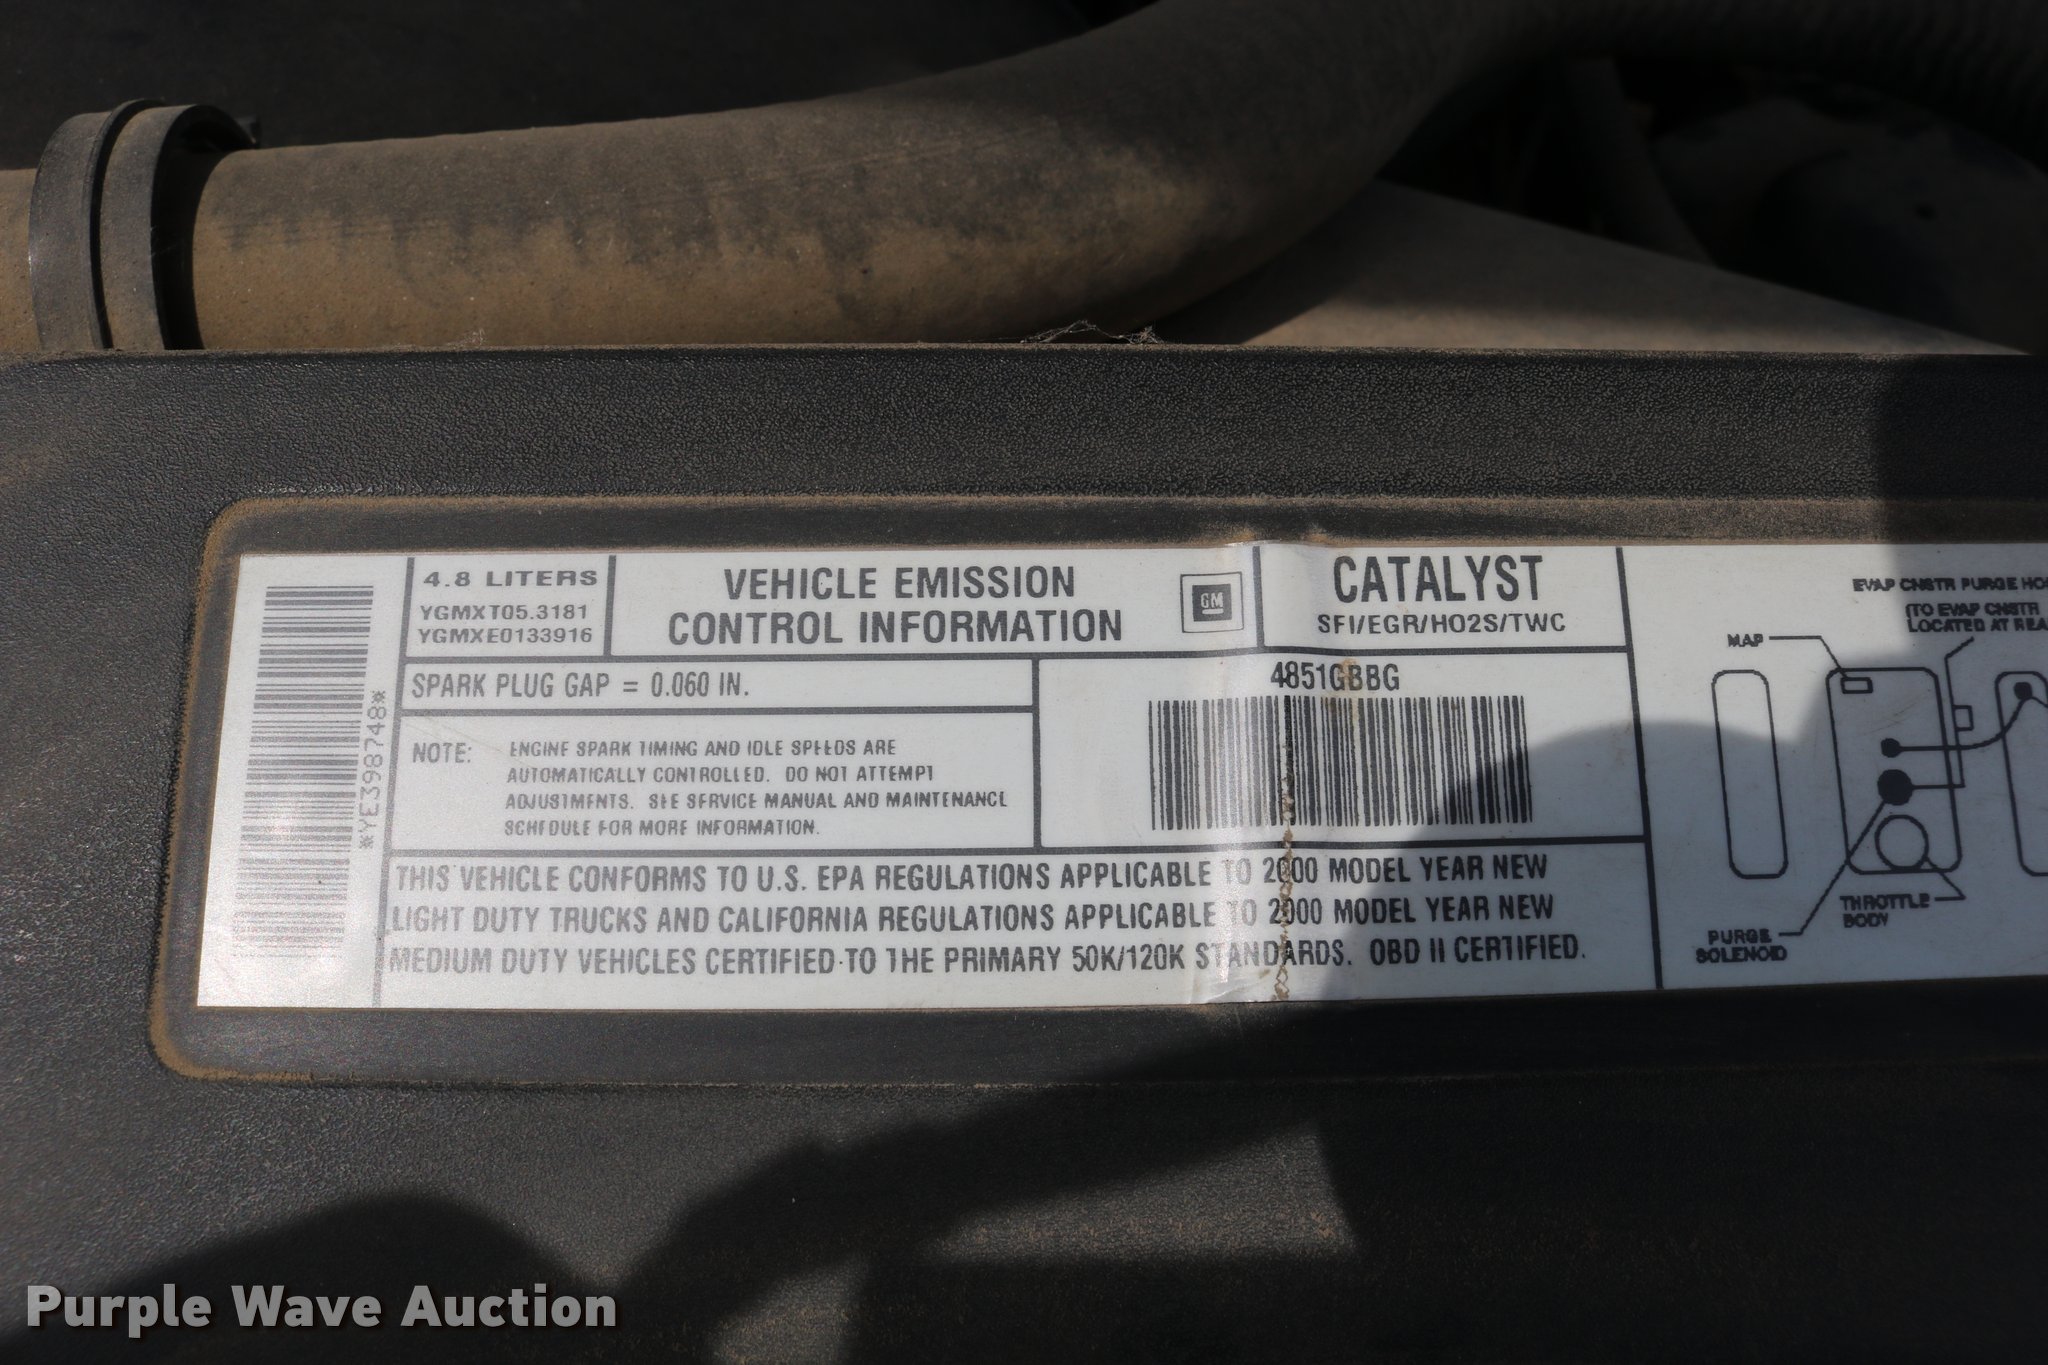 4.8 LITERS
YGMXT05.3181
YGMXE0133916
VEHICLE EMISSION
CONTROL INFORMATION
GM
CATALYST
SFI/EGR/HO2S/TWC
SPARK PLUG GAP = 0.060 IN.
NOTE: ENGINE SPARK TIMING AND IDLE SPEEDS ARE
AUTOMATICALLY CONTROLLED. DO NOT ATTEMPT
ADJUSTMENTS. SEE SERVICE MANUAL AND MAINTENANCE
SCHEDULE FOR MORE INFORMATION.
4851GBBG
*YE398748*
THIS VEHICLE CONFORMS TO U.S. EPA REGULATIONS APPLICABLE TO 2000 MODEL YEAR NEW
LIGHT DUTY TRUCKS AND CALIFORNIA REGULATIONS APPLICABLE TO 2000 MODEL YEAR NEW
MEDIUM DUTY VEHICLES CERTIFIED TO THE PRIMARY 50K/120K STANDARDS. OBD II CERTIFIED.
EVAP CNSTR PURGE
(TO EVAP CNSTR
LOCATED AT
MAP
THROTTLE
BODY
PURGE
SOLENOID
Purple Wave Auction